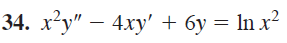 34. x²y″ − 4xy′ + 6y = ln x²